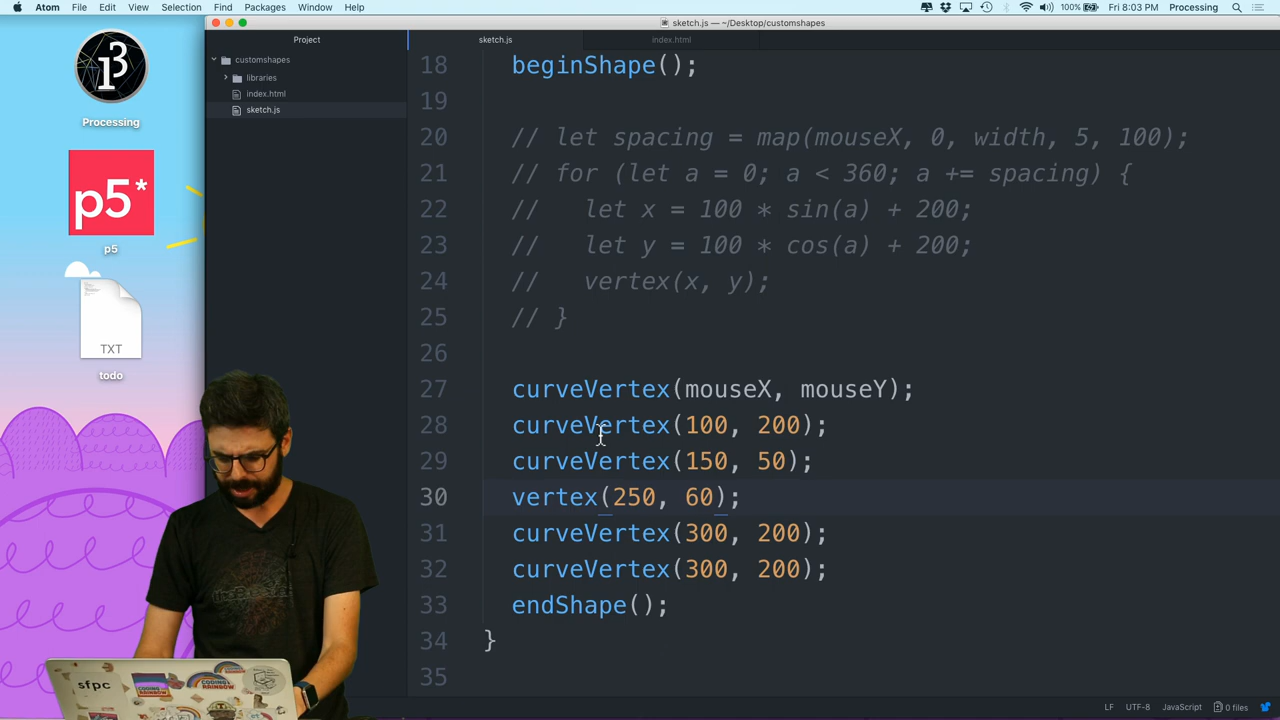 Atom File Edit View Selection Find Packages Window Help 100% Fri 8:03 PM Processing
sketch.js — ~/Desktop/customshapes
Project sketch.js index.html
customshapes
libraries
index.html
sketch.js
Processing
p5*
p5
TXT
todo
18 beginShape();
19
20 // let spacing = map(mouseX, 0, width, 5, 100);
21 // for (let a = 0; a < 360; a += spacing) {
22 //   let x = 100 * sin(a) + 200;
23 //   let y = 100 * cos(a) + 200;
24 //   vertex(x, y);
25 // }
26
27 curveVertex(mouseX, mouseY);
28 curveVertex(100, 200);
29 curveVertex(150, 50);
30 vertex(250, 60);
31 curveVertex(300, 200);
32 curveVertex(300, 200);
33 endShape();
34 }
35
sfpc
CODING RAINBOW
LF UTF-8 JavaScript 0 files